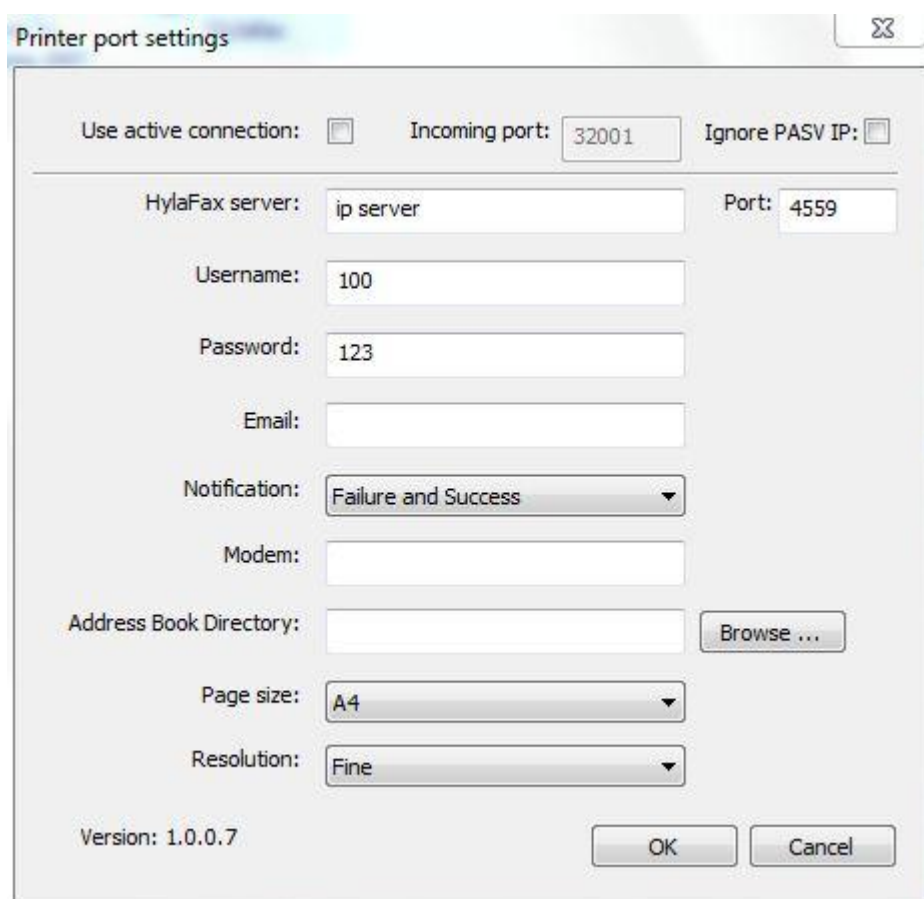 Printer port settings
Use active connection: Incoming port: 32001 Ignore PASV IP:
HylaFax server: ip server Port: 4559
Username: 100
Password: 123
Email:
Notification: Failure and Success
Modem:
Address Book Directory: Browse ...
Page size: A4
Resolution: Fine
Version: 1.0.0.7 OK Cancel